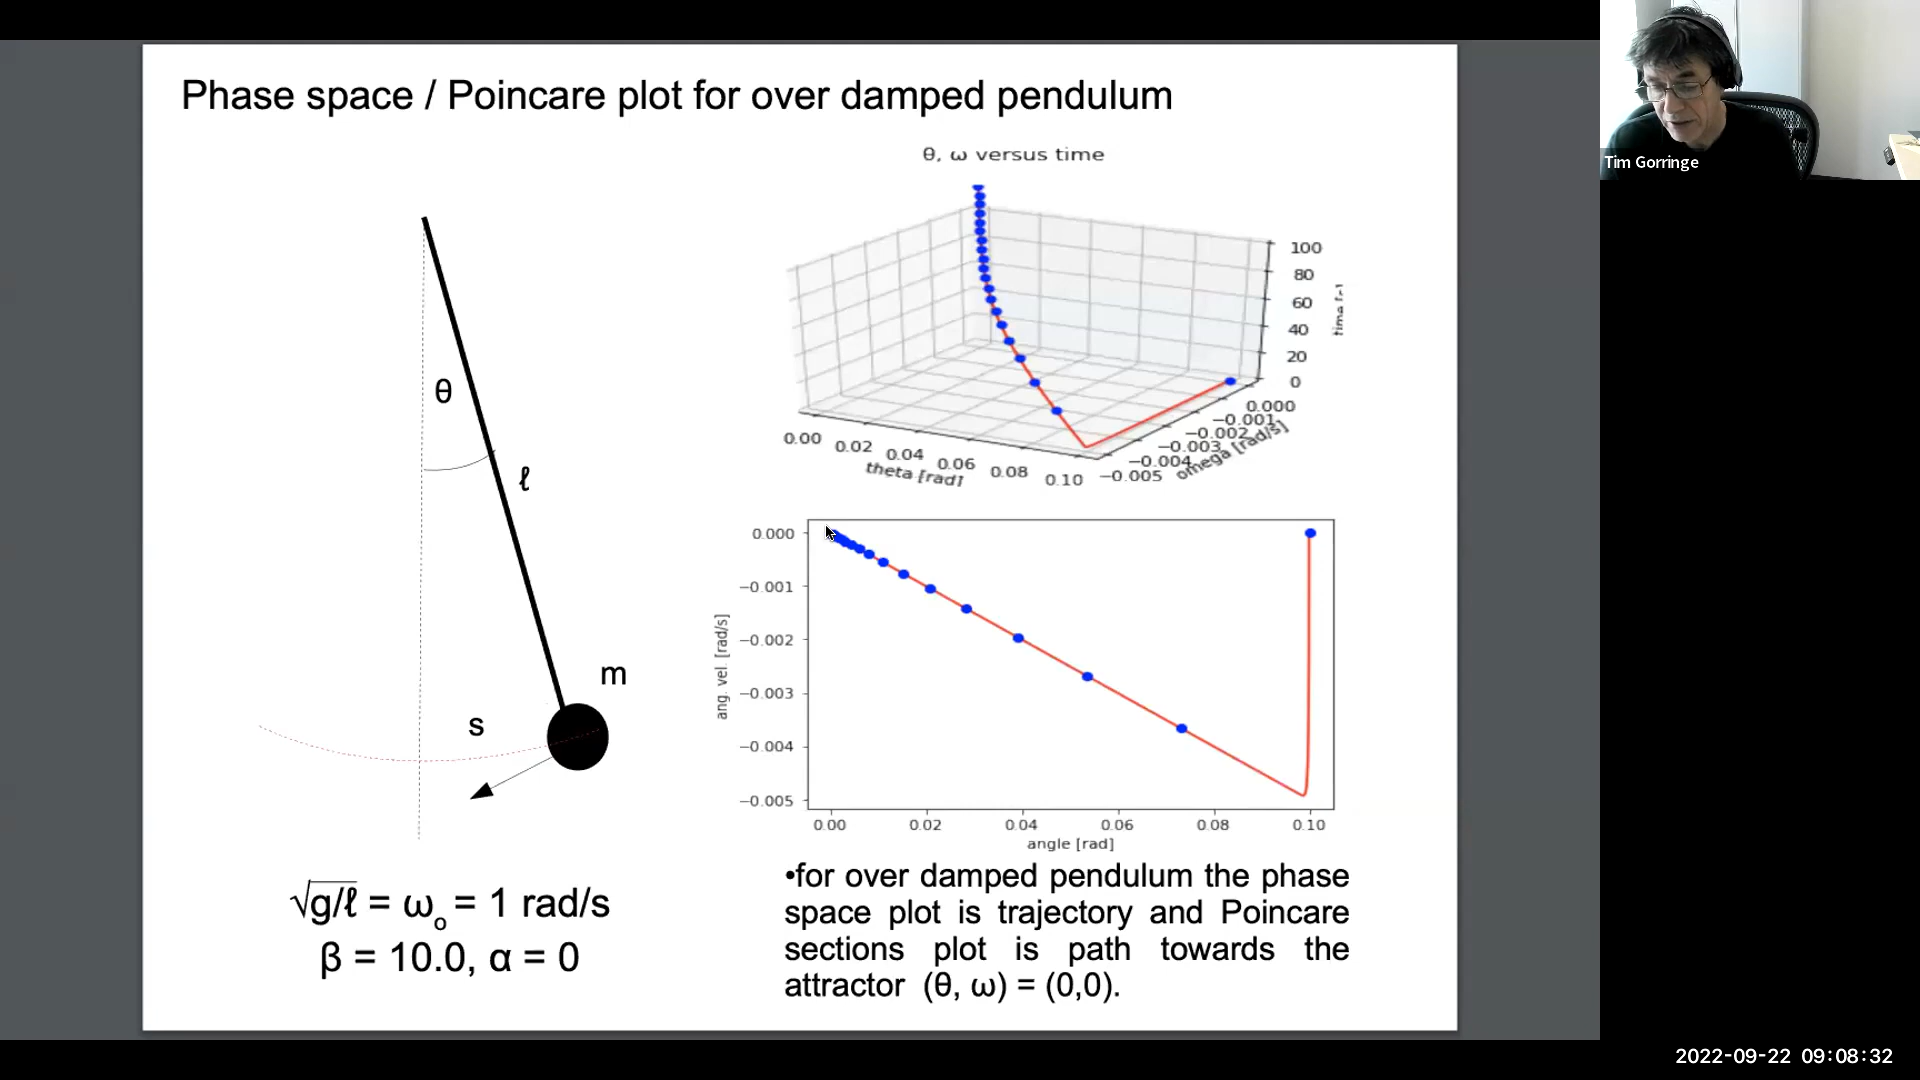 Phase space / Poincare plot for over damped pendulum
θ, ω versus time
100
80
60
40
20
0
0.000
−0.001
−0.002
−0.003
−0.004
−0.005
omega [rad/s]
0.00
0.02
0.04
0.06
0.08
0.10
theta [rad]
θ
ℓ
m
s
0.000
−0.001
−0.002
−0.003
−0.004
−0.005
ang. vel. [rad/s]
0.00 0.02 0.04 0.06 0.08 0.10
angle [rad]
√g/ℓ = ω₀ = 1 rad/s
β = 10.0, α = 0
•for over damped pendulum the phase
space plot is trajectory and Poincare
sections plot is path towards the
attractor (θ, ω) = (0,0).
Tim Gorringe
2022-09-22 09:08:32